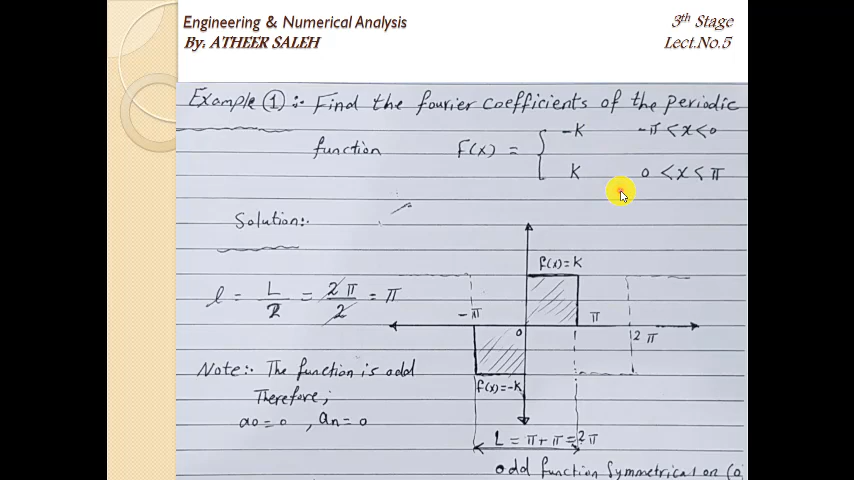 Engineering & Numerical Analysis
3th Stage
By: ATHEER SALEH
Lect.No.5
Example ① :- Find the fourier coefficients of the periodic
function F(x) = { -K -π < x < 0
K 0 < x < π
Solution:-
f(x) = K
l = L/2 = 2π/2 = π
-π 0 π 2π
Note:- The function is odd
Therefore;
f(x) = -K
a0 = 0 , an = 0
L = π + π = 2π
odd function Symmetrical on (0